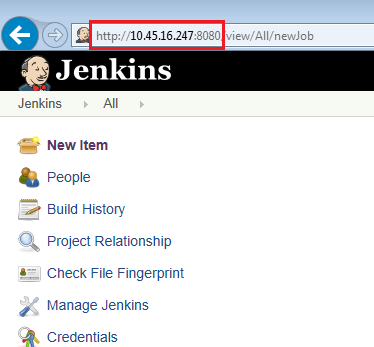 http://10.45.16.247:8080/view/All/newJob
Jenkins
Jenkins All
New Item
People
Build History
Project Relationship
Check File Fingerprint
Manage Jenkins
Credentials